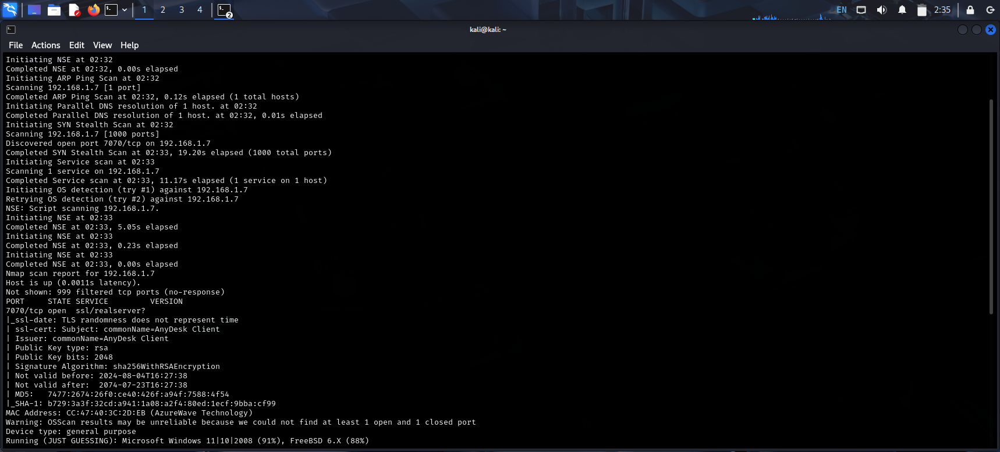 1 2 3 4 2 EN 2:35
kali@kali: ~
File Actions Edit View Help
Initiating NSE at 02:32
Completed NSE at 02:32, 0.00s elapsed
Initiating ARP Ping Scan at 02:32
Scanning 192.168.1.7 [1 port]
Completed ARP Ping Scan at 02:32, 0.12s elapsed (1 total hosts)
Initiating Parallel DNS resolution of 1 host. at 02:32
Completed Parallel DNS resolution of 1 host. at 02:32, 0.01s elapsed
Initiating SYN Stealth Scan at 02:32
Scanning 192.168.1.7 [1000 ports]
Discovered open port 7070/tcp on 192.168.1.7
Completed SYN Stealth Scan at 02:33, 19.20s elapsed (1000 total ports)
Initiating Service scan at 02:33
Scanning 1 service on 192.168.1.7
Completed Service scan at 02:33, 11.17s elapsed (1 service on 1 host)
Initiating OS detection (try #1) against 192.168.1.7
Retrying OS detection (try #2) against 192.168.1.7
NSE: Script scanning 192.168.1.7.
Initiating NSE at 02:33
Completed NSE at 02:33, 5.05s elapsed
Initiating NSE at 02:33
Completed NSE at 02:33, 0.23s elapsed
Initiating NSE at 02:33
Completed NSE at 02:33, 0.00s elapsed
Nmap scan report for 192.168.1.7
Host is up (0.0011s latency).
Not shown: 999 filtered tcp ports (no-response)
PORT     STATE SERVICE         VERSION
7070/tcp open  ssl/realserver?
|_ssl-date: TLS randomness does not represent time
| ssl-cert: Subject: commonName=AnyDesk Client
| Issuer: commonName=AnyDesk Client
| Public Key type: rsa
| Public Key bits: 2048
| Signature Algorithm: sha256WithRSAEncryption
| Not valid before: 2024-08-04T16:27:38
| Not valid after:  2074-07-23T16:27:38
| MD5:   7477:2674:26f0:ce40:426f:a94f:7588:4f54
|_SHA-1: b729:3a3f:32cd:a941:1a08:a2f4:80ed:1ecf:9bba:cf99
MAC Address: CC:47:40:3C:2D:EB (AzureWave Technology)
Warning: OSScan results may be unreliable because we could not find at least 1 open and 1 closed port
Device type: general purpose
Running (JUST GUESSING): Microsoft Windows 11|10|2008 (91%), FreeBSD 6.X (88%)